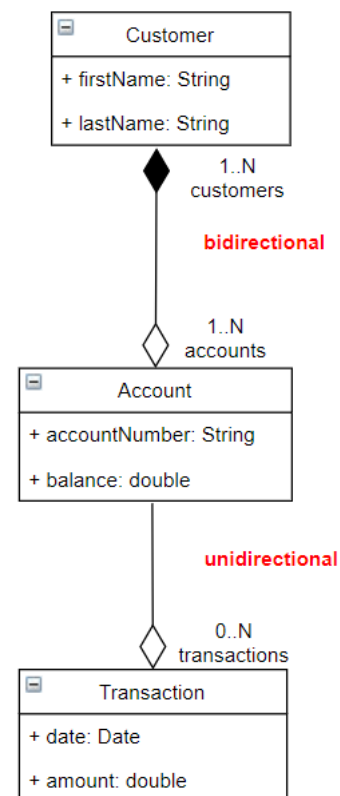 Customer
+ firstName: String
+ lastName: String
1..N
customers
bidirectional
1..N
accounts
Account
+ accountNumber: String
+ balance: double
unidirectional
0..N
transactions
Transaction
+ date: Date
+ amount: double